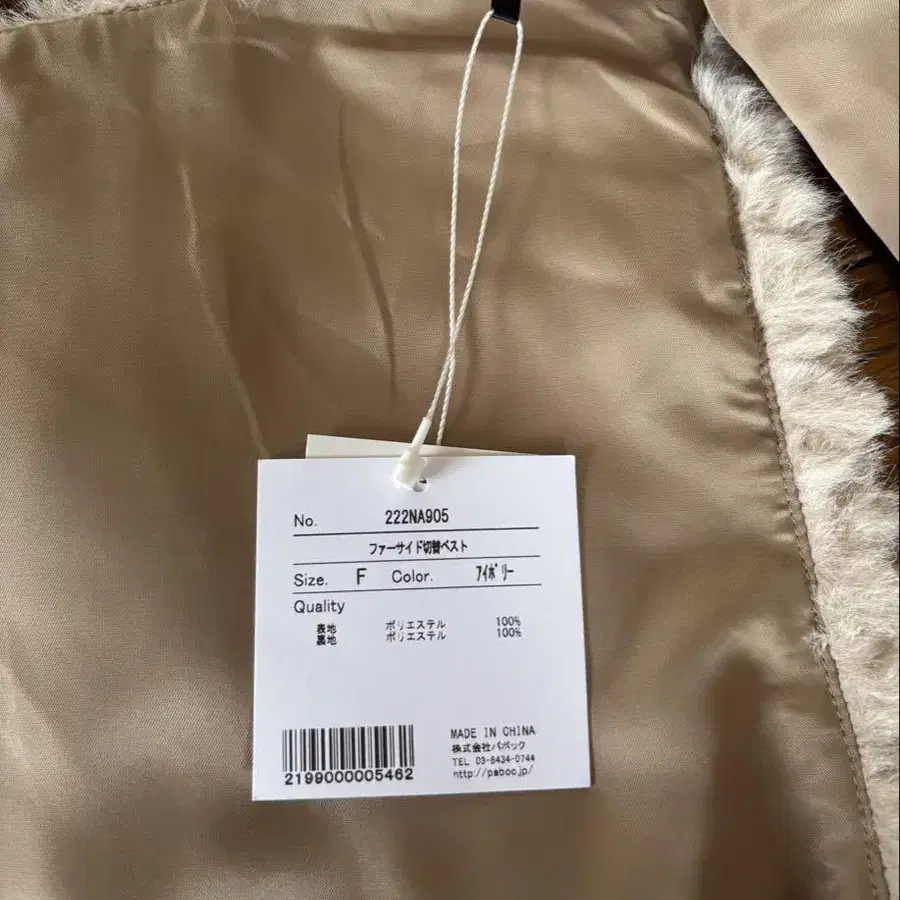 No. 222NA905
ファーサイド切替ベスト
Size. F Color. ｱｲﾎﾞﾘｰ
Quality
表地 ポリエステル 100%
裏地 ポリエステル 100%
MADE IN CHINA
株式会社パボック
TEL 03-6434-0744
http://paboc.jp/
2199000005462